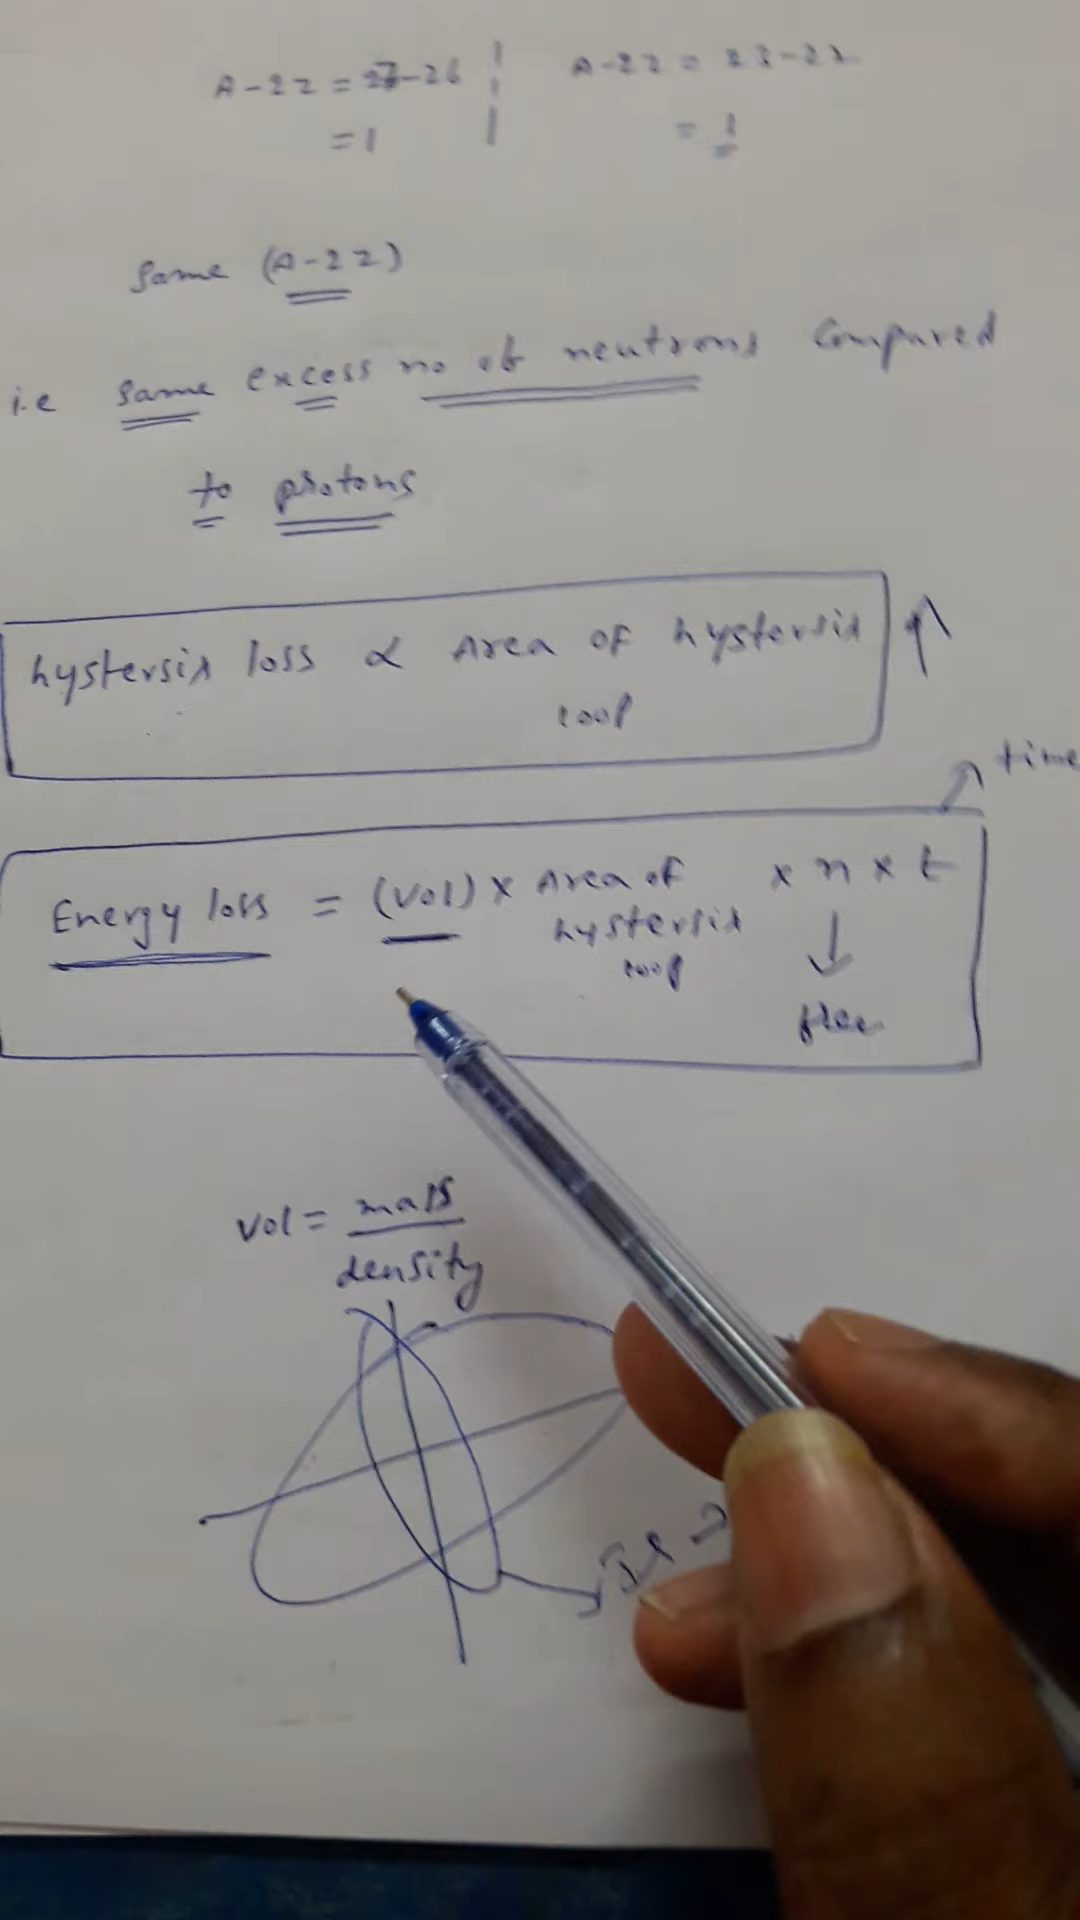 A-2Z = 27-26
= 1
A-2Z = 23-22
= 1
Same (A-2Z)
i.e same excess no of neutrons compared
to protons
hystersis loss ∝ Area of hystersis
loop
time
Energy loss = (vol) × Area of × n × t
hystersis
loop
vol = mass
density